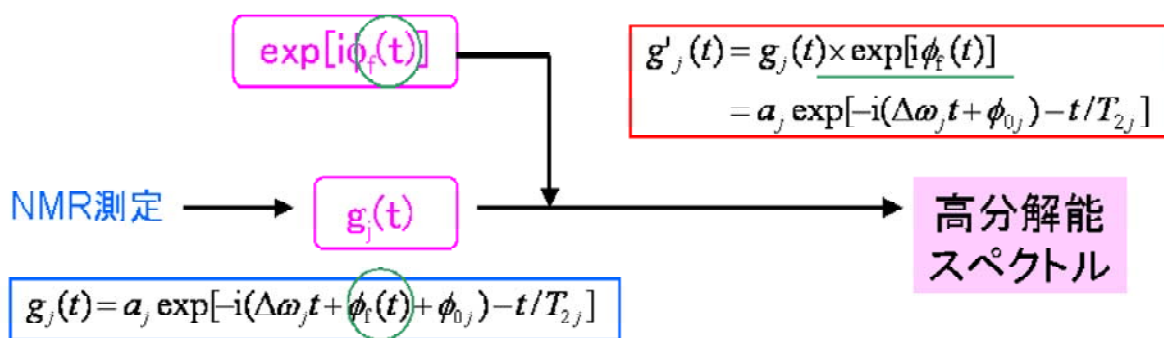 exp[iφf(t)]
g'j(t) = gj(t)×exp[iϕf(t)]
= aj exp[−i(Δωjt+ϕ0j)−t/T2j]
NMR測定
gj(t)
高分解能
スペクトル
gj(t) = aj exp[−i(Δωjt+ϕf(t)+ϕ0j)−t/T2j]